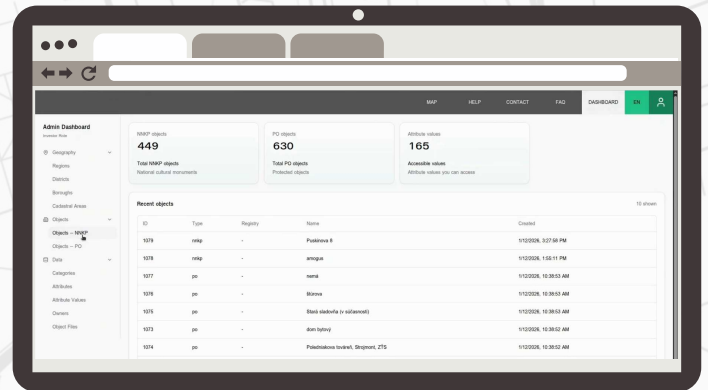 MAP HELP CONTACT FAQ DASHBOARD EN
Admin Dashboard
Investor Role
Geography
Regions
Districts
Boroughs
Cadastral Areas
Objects
Objects – NNKP
Objects – PO
Data
Categories
Attributes
Attribute Values
Owners
Object Files
NNKP objects
449
Total NNKP objects
National cultural monuments
PO objects
630
Total PO objects
Protected objects
Attribute values
165
Accessible values
Attribute values you can access
Recent objects 10 shown
ID Type Registry Name Created
1079 nnkp - Puskinova 8 1/12/2026, 3:27:58 PM
1078 nnkp - amogus 1/12/2026, 1:55:11 PM
1077 po - nemá 1/12/2026, 10:38:53 AM
1076 po - štúrova 1/12/2026, 10:38:53 AM
1075 po - Stará sladovňa (v súčasnosti) 1/12/2026, 10:38:53 AM
1073 po - dom bytový 1/12/2026, 10:38:52 AM
1074 po - Poledniakova továreň, Strojmont, ZŤS 1/12/2026, 10:38:52 AM